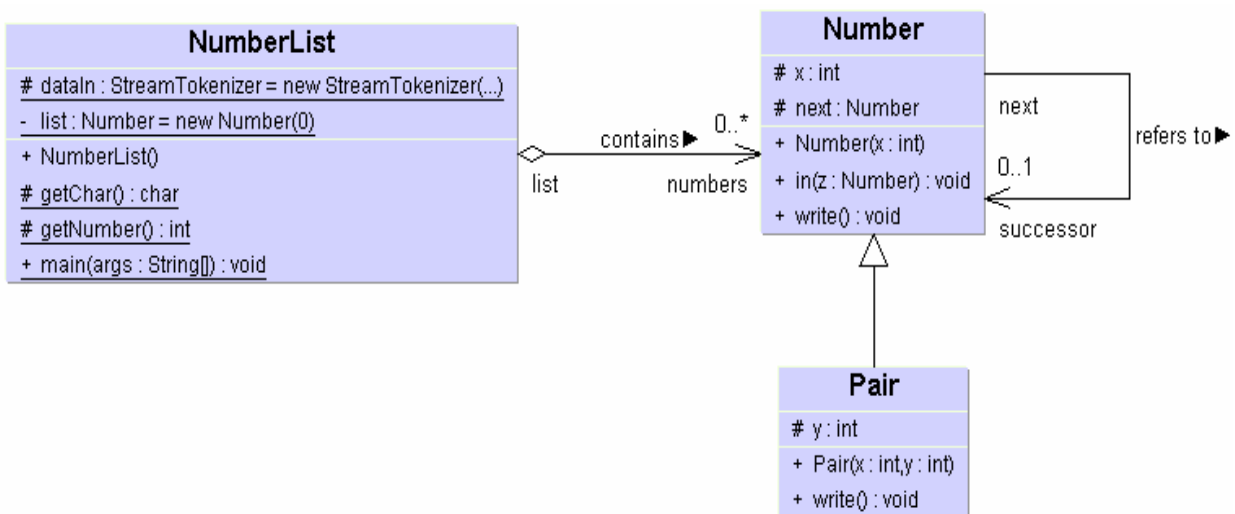 NumberList
# dataIn : StreamTokenizer = new StreamTokenizer(...)
- list : Number = new Number(0)
+ NumberList()
# getChar() : char
# getNumber() : int
+ main(args : String[]) : void
contains▶
0..*
list
numbers
Number
# x : int
# next : Number
+ Number(x : int)
+ in(z : Number) : void
+ write() : void
next
refers to▶
0..1
successor
Pair
# y : int
+ Pair(x : int,y : int)
+ write() : void